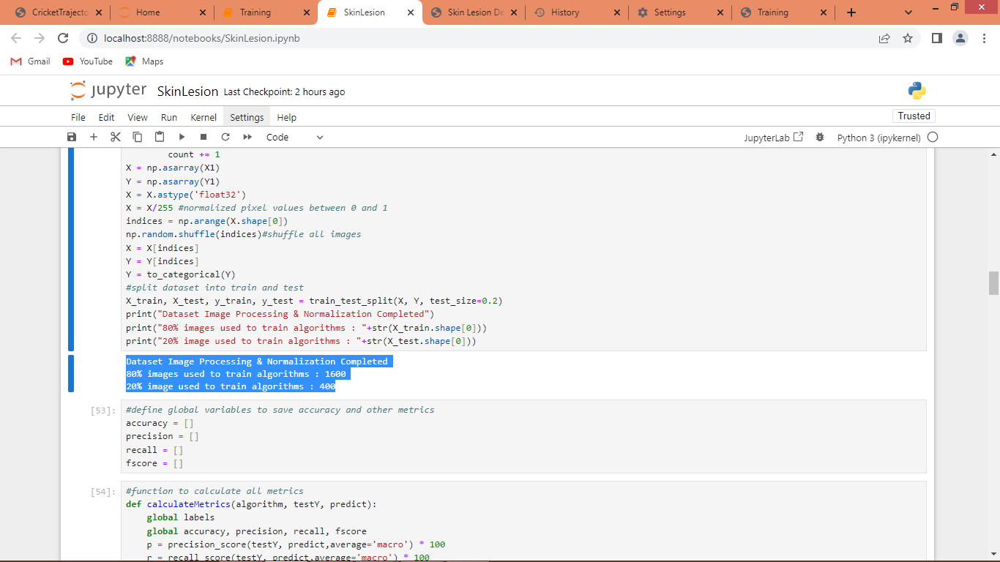 CricketTrajecto
Home
Training
SkinLesion
Skin Lesion De
History
Settings
Training
localhost:8888/notebooks/SkinLesion.ipynb
Gmail YouTube Maps
jupyter SkinLesion Last Checkpoint: 2 hours ago
File Edit View Run Kernel Settings Help Trusted
Code JupyterLab Python 3 (ipykernel)
count += 1
X = np.asarray(X1)
Y = np.asarray(Y1)
X = X.astype('float32')
X = X/255 #normalized pixel values between 0 and 1
indices = np.arange(X.shape[0])
np.random.shuffle(indices)#shuffle all images
X = X[indices]
Y = Y[indices]
Y = to_categorical(Y)
#split dataset into train and test
X_train, X_test, y_train, y_test = train_test_split(X, Y, test_size=0.2)
print("Dataset Image Processing & Normalization Completed")
print("80% images used to train algorithms : "+str(X_train.shape[0]))
print("20% image used to train algorithms : "+str(X_test.shape[0]))
Dataset Image Processing & Normalization Completed
80% images used to train algorithms : 1600
20% image used to train algorithms : 400
[53]: #define global variables to save accuracy and other metrics
accuracy = []
precision = []
recall = []
fscore = []
[54]: #function to calculate all metrics
def calculateMetrics(algorithm, testY, predict):
global labels
global accuracy, precision, recall, fscore
p = precision_score(testY, predict,average='macro') * 100
r = recall_score(testY, predict,average='macro') * 100